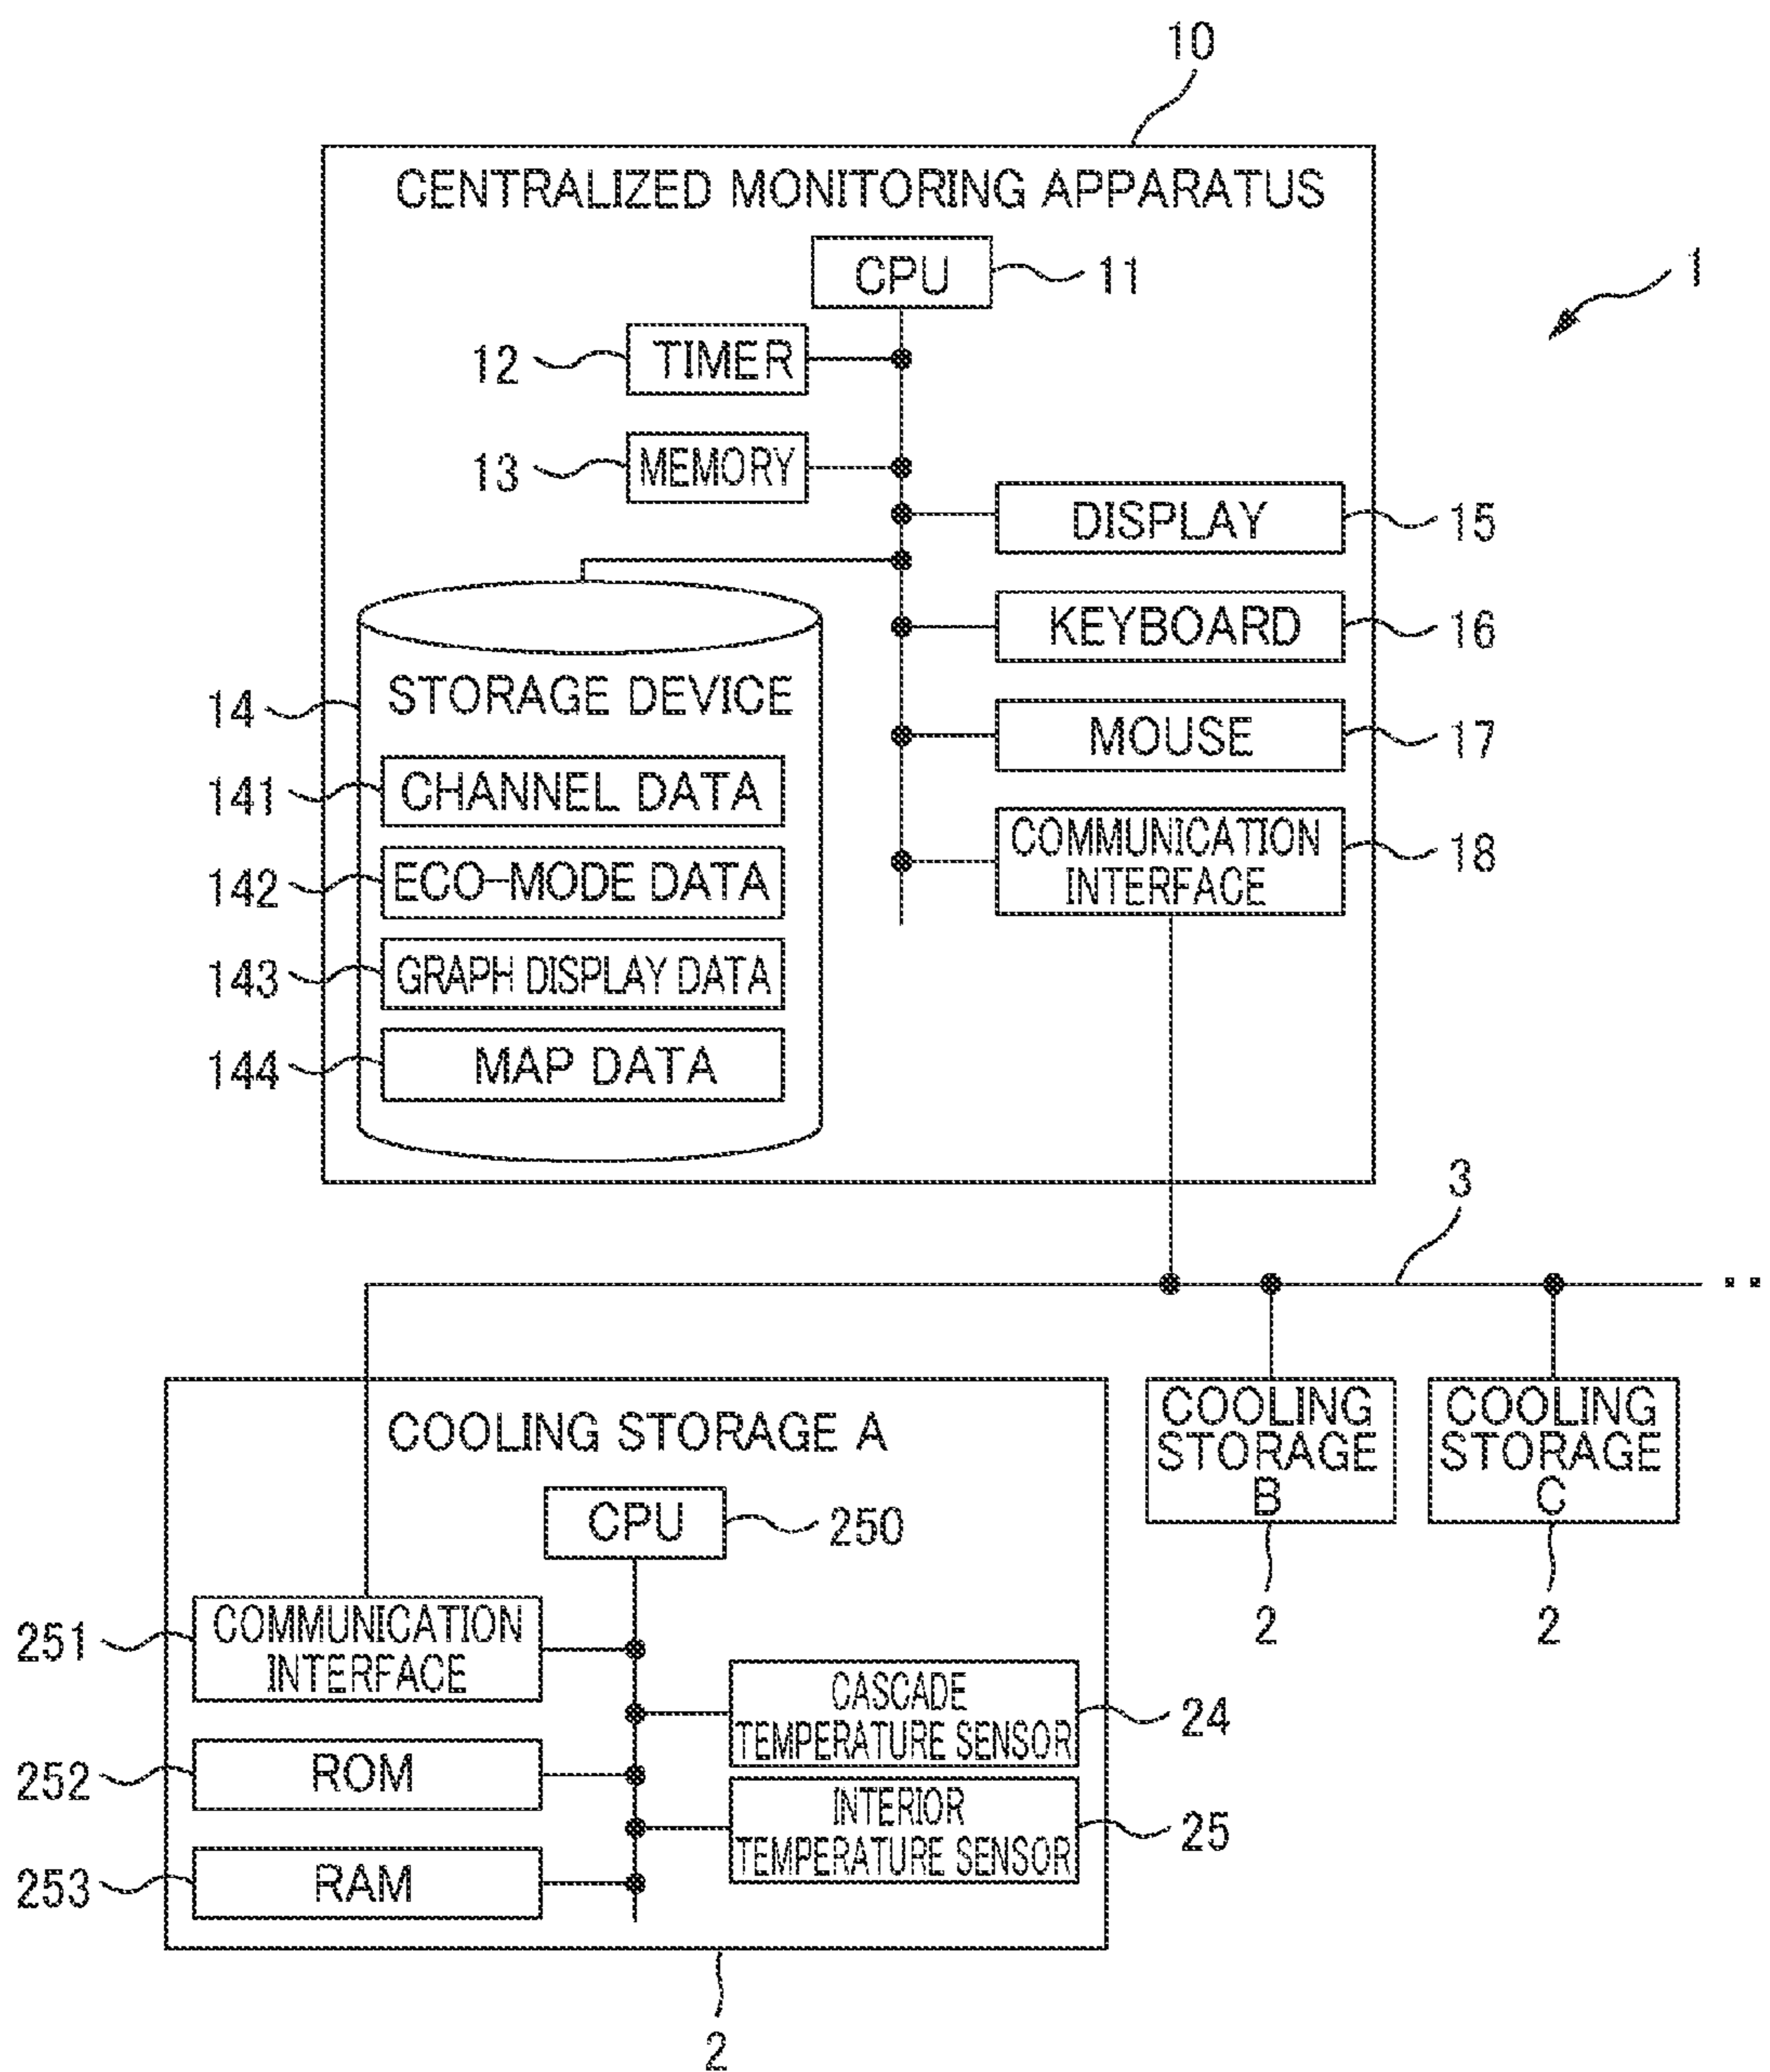 10
CENTRALIZED MONITORING APPARATUS
CPU
11
1
12
TIMER
13
MEMORY
DISPLAY
15
KEYBOARD
16
14
STORAGE DEVICE
MOUSE
17
141
CHANNEL DATA
COMMUNICATION
INTERFACE
18
142
ECO-MODE DATA
143
GRAPH DISPLAY DATA
144
MAP DATA
3
..
COOLING STORAGE A
COOLING
STORAGE
B
COOLING
STORAGE
C
CPU
250
2
2
251
COMMUNICATION
INTERFACE
CASCADE
TEMPERATURE SENSOR
24
252
ROM
INTERIOR
TEMPERATURE SENSOR
25
253
RAM
2